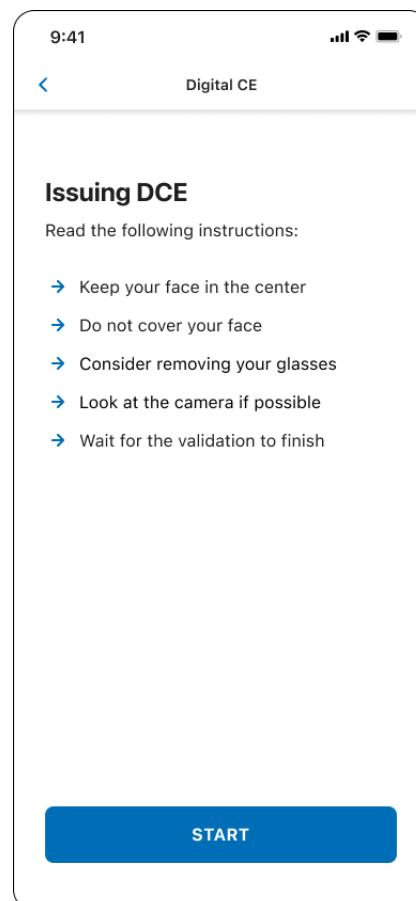 9:41
Digital CE
Issuing DCE
Read the following instructions:
Keep your face in the center
Do not cover your face
Consider removing your glasses
Look at the camera if possible
Wait for the validation to finish
START